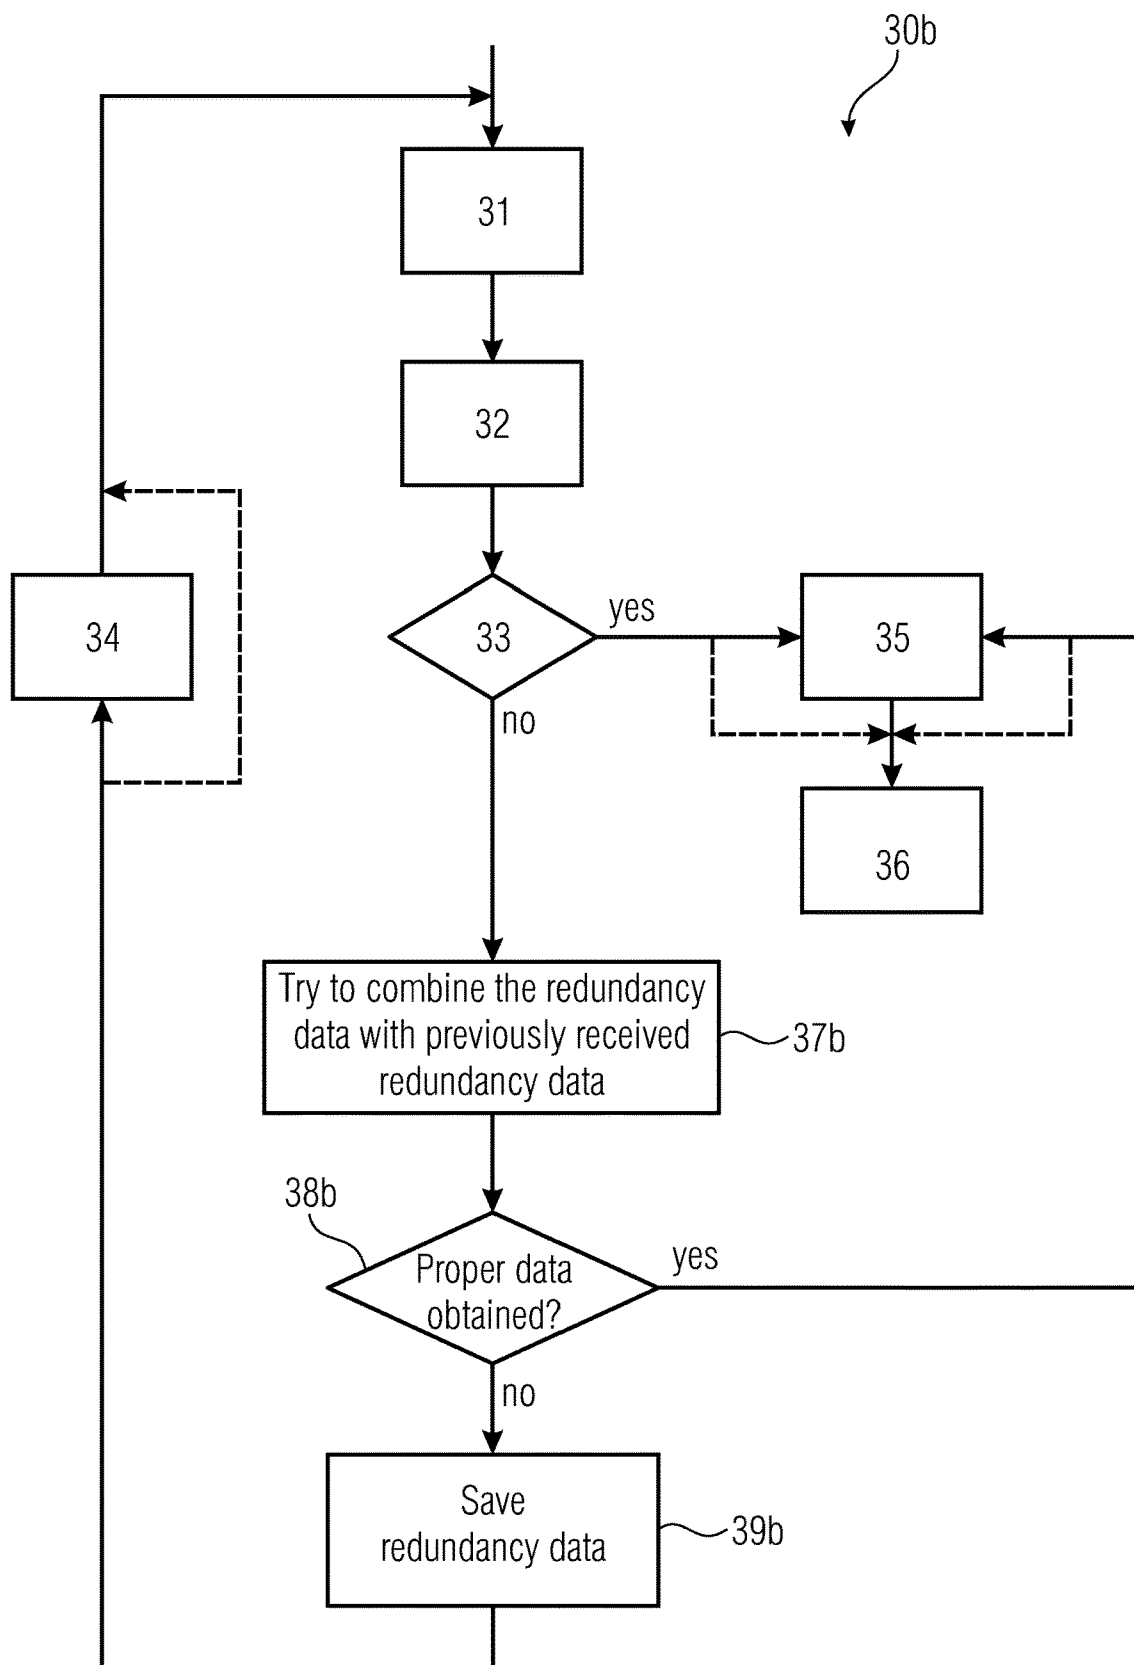 30b
31
32
33
yes
34
35
no
36
Try to combine the redundancy
data with previously received
redundancy data
37b
38b
Proper data
obtained?
yes
no
Save
redundancy data
39b